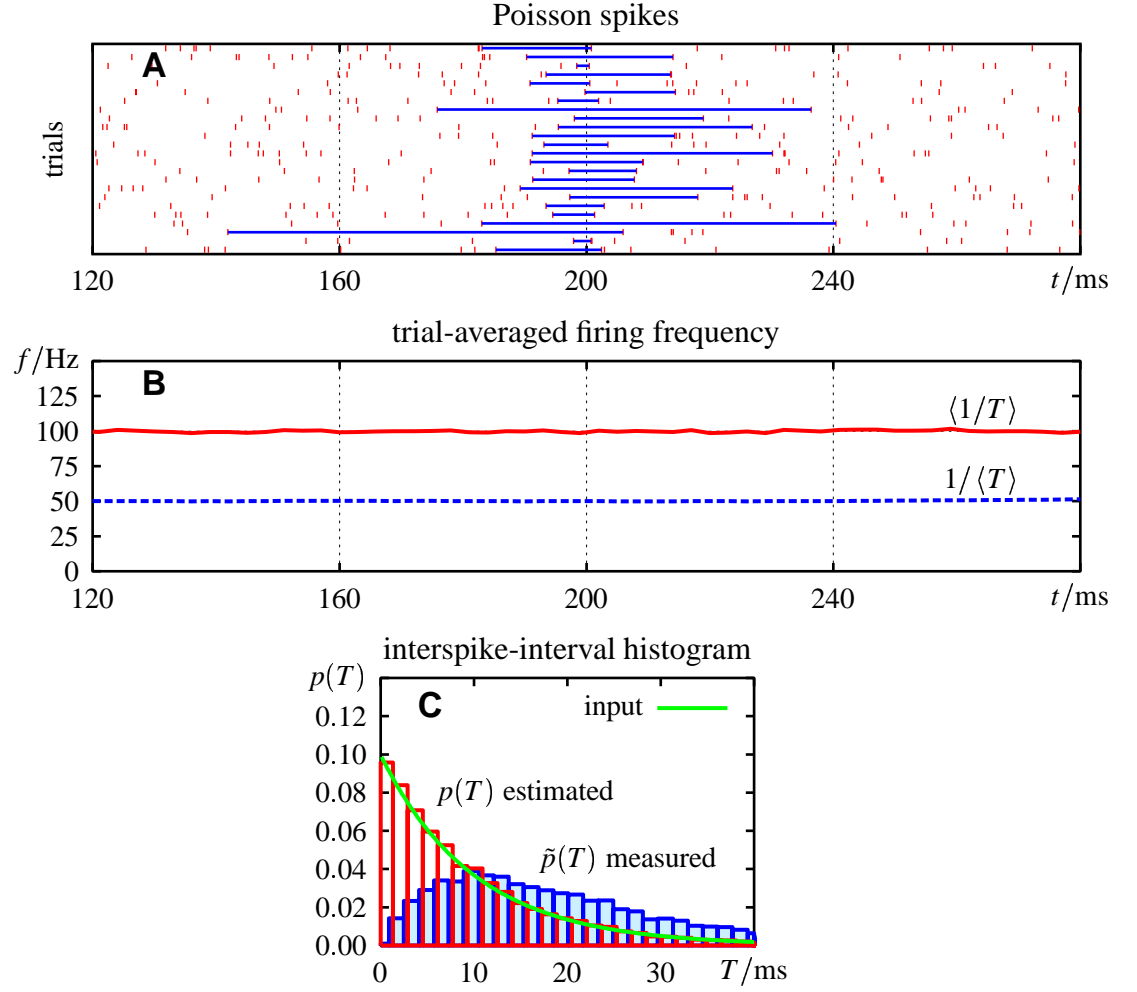 Poisson spikes
A
trials
120 160 200 240 t/ms
trial-averaged firing frequency
f/Hz
B
125
⟨1/T⟩
100
75
1/⟨T⟩
50
25
0
120 160 200 240 t/ms
interspike-interval histogram
p(T)
C
input
0.12
0.10
p(T) estimated
0.08
0.06
p̃(T) measured
0.04
0.02
0.00
0 10 20 30 T/ms